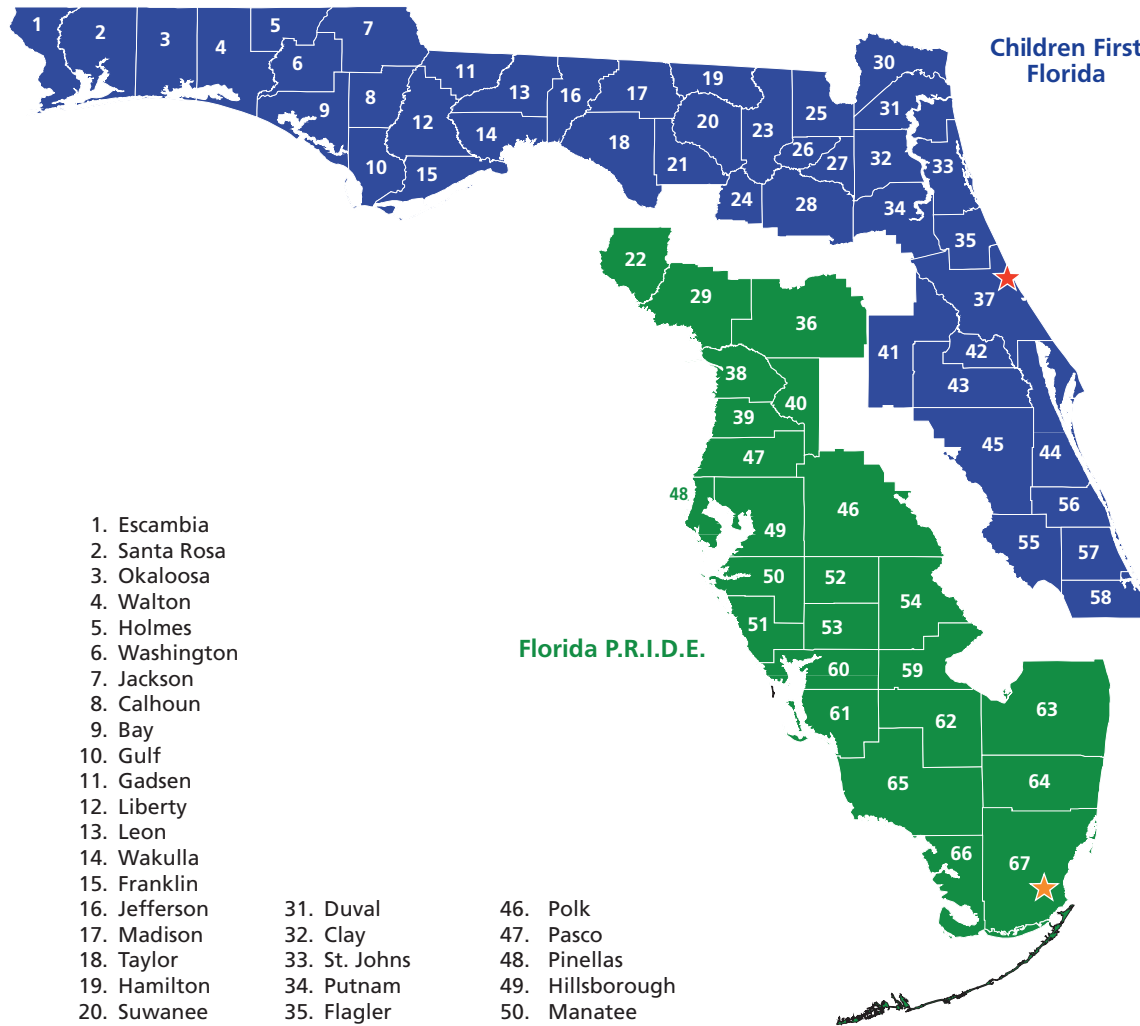 1
2
3
4
5
6
7
8
9
10
11
12
13
14
15
16
17
18
19
20
21
23
24
25
26
27
28
30
31
32
33
34
35
37
41
42
43
44
45
55
56
57
58
Children First
Florida
22
29
36
38
39
40
46
47
48
49
50
51
52
53
54
59
60
61
62
63
64
65
66
67
Florida P.R.I.D.E.
1. Escambia
2. Santa Rosa
3. Okaloosa
4. Walton
5. Holmes
6. Washington
7. Jackson
8. Calhoun
9. Bay
10. Gulf
11. Gadsen
12. Liberty
13. Leon
14. Wakulla
15. Franklin
16. Jefferson
17. Madison
18. Taylor
19. Hamilton
20. Suwanee
31. Duval
32. Clay
33. St. Johns
34. Putnam
35. Flagler
46. Polk
47. Pasco
48. Pinellas
49. Hillsborough
50. Manatee